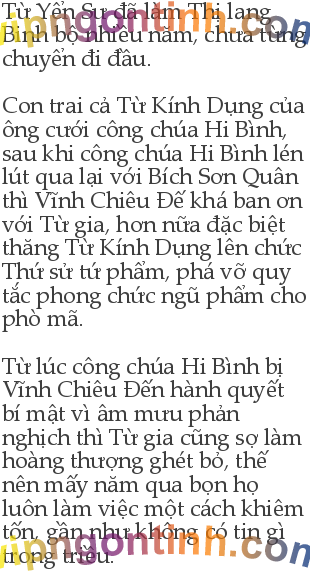 Từ Yển Sư đã làm Thị lang
Binh bộ nhiều năm, chưa từng
chuyển đi đâu.
Con trai cả Từ Kính Dụng của
ông cưới công chúa Hi Bình,
sau khi công chúa Hi Bình lén
lút qua lại với Bích Sơn Quân
thì Vĩnh Chiêu Đế khá ban ơn
với Từ gia, hơn nữa đặc biệt
thăng Từ Kính Dụng lên chức
Thứ sử tứ phẩm, phá vỡ quy
tắc phong chức ngũ phẩm cho
phò mã.
Từ lúc công chúa Hi Bình bị
Vĩnh Chiêu Đến hành quyết
bí mật vì âm mưu phản
nghịch thì Từ gia cũng sợ làm
hoàng thượng ghét bỏ, thế
nên mấy năm qua bọn họ
luôn làm việc một cách khiêm
tốn, gần như không có tin gì
trong triều.
vipngontinh.com
vipngontinh.com